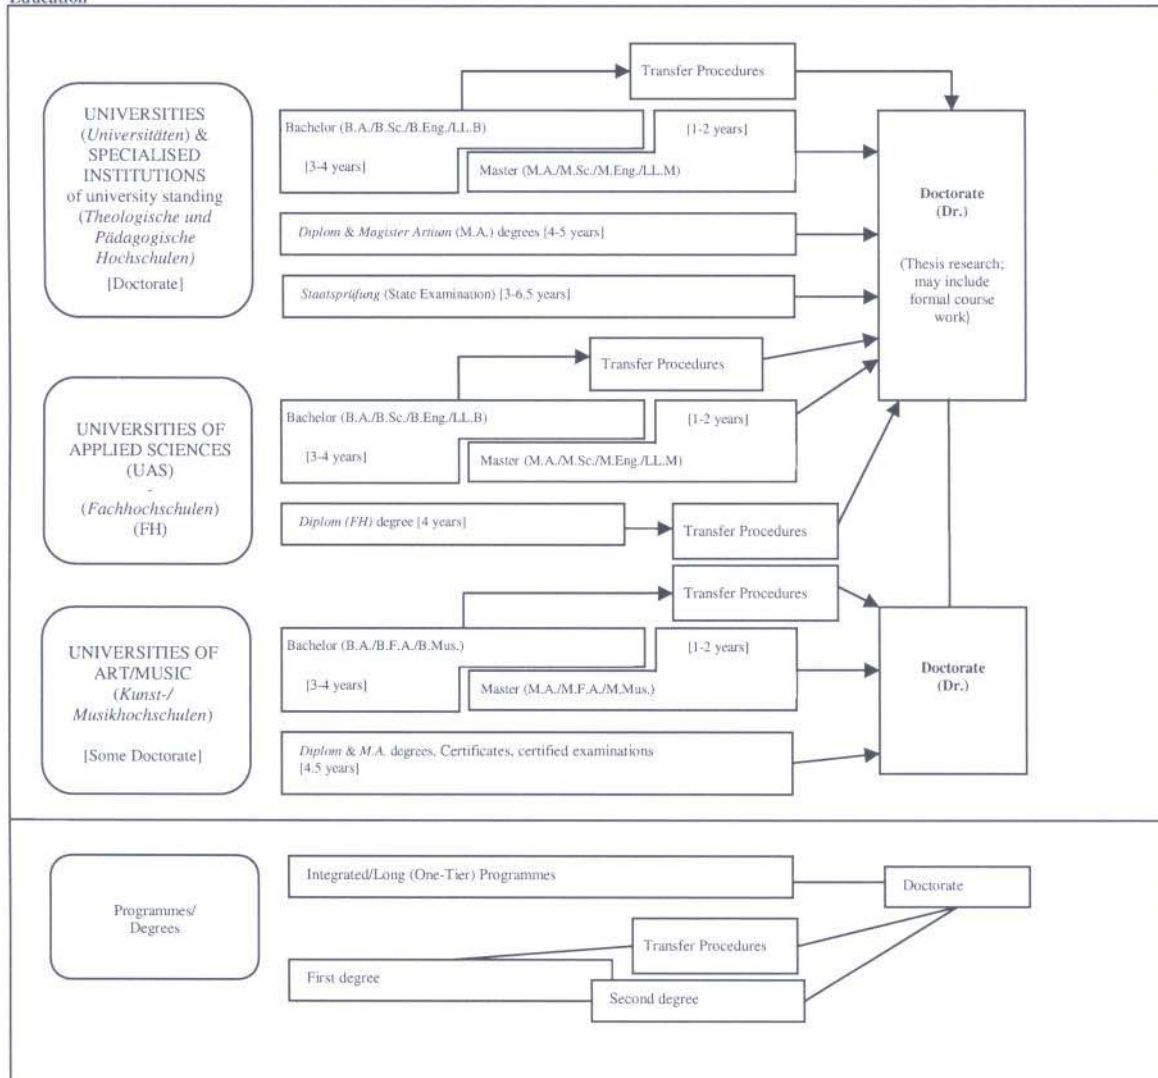 Education
Transfer Procedures
UNIVERSITIES
(Universitäten) &
SPECIALISED
INSTITUTIONS
of university standing
(Theologische und
Pädagogische
Hochschulen)
[Doctorate]
Bachelor (B.A./B.Sc./B.Eng./LL.B)
[3-4 years]
[1-2 years]
Master (M.A./M.Sc./M.Eng./LL.M)
Diplom & Magister Artium (M.A.) degrees [4-5 years]
Staatsprüfung (State Examination) [3-6.5 years]
Doctorate
(Dr.)
(Thesis research;
may include
formal course
work)
Transfer Procedures
UNIVERSITIES OF
APPLIED SCIENCES
(UAS)
-
(Fachhochschulen)
(FH)
Bachelor (B.A./B.Sc./B.Eng./LL.B)
[3-4 years]
[1-2 years]
Master (M.A./M.Sc./M.Eng./LL.M)
Diplom (FH) degree [4 years]
Transfer Procedures
Transfer Procedures
UNIVERSITIES OF
ART/MUSIC
(Kunst-/
Musikhochschulen)
[Some Doctorate]
Bachelor (B.A./B.F.A./B.Mus.)
[3-4 years]
[1-2 years]
Master (M.A./M.F.A./M.Mus.)
Diplom & M.A. degrees, Certificates, certified examinations
[4.5 years]
Doctorate
(Dr.)
Programmes/
Degrees
Integrated/Long (One-Tier) Programmes
Doctorate
Transfer Procedures
First degree
Second degree